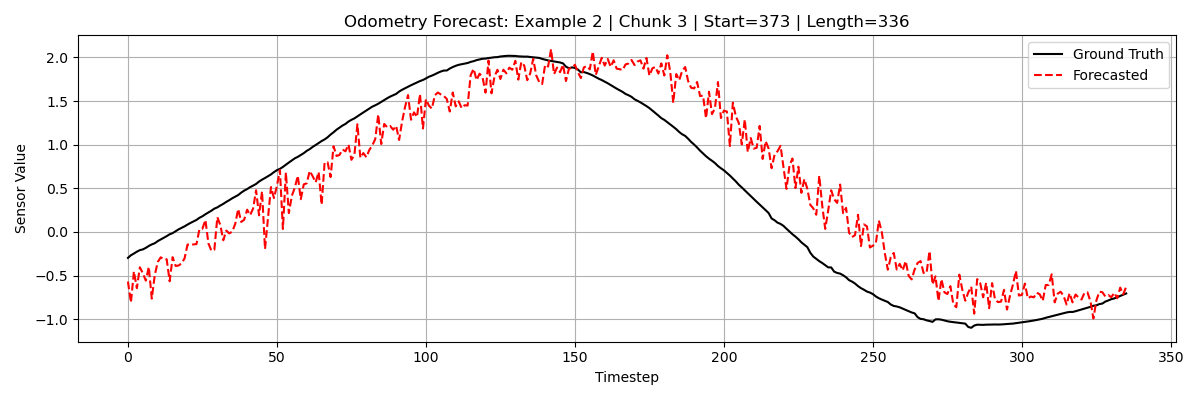 Odometry Forecast: Example 2 | Chunk 3 | Start=373 | Length=336
Ground Truth
Forecasted
Sensor Value
2.0
1.5
1.0
0.5
0.0
−0.5
−1.0
0 50 100 150 200 250 300 350
Timestep